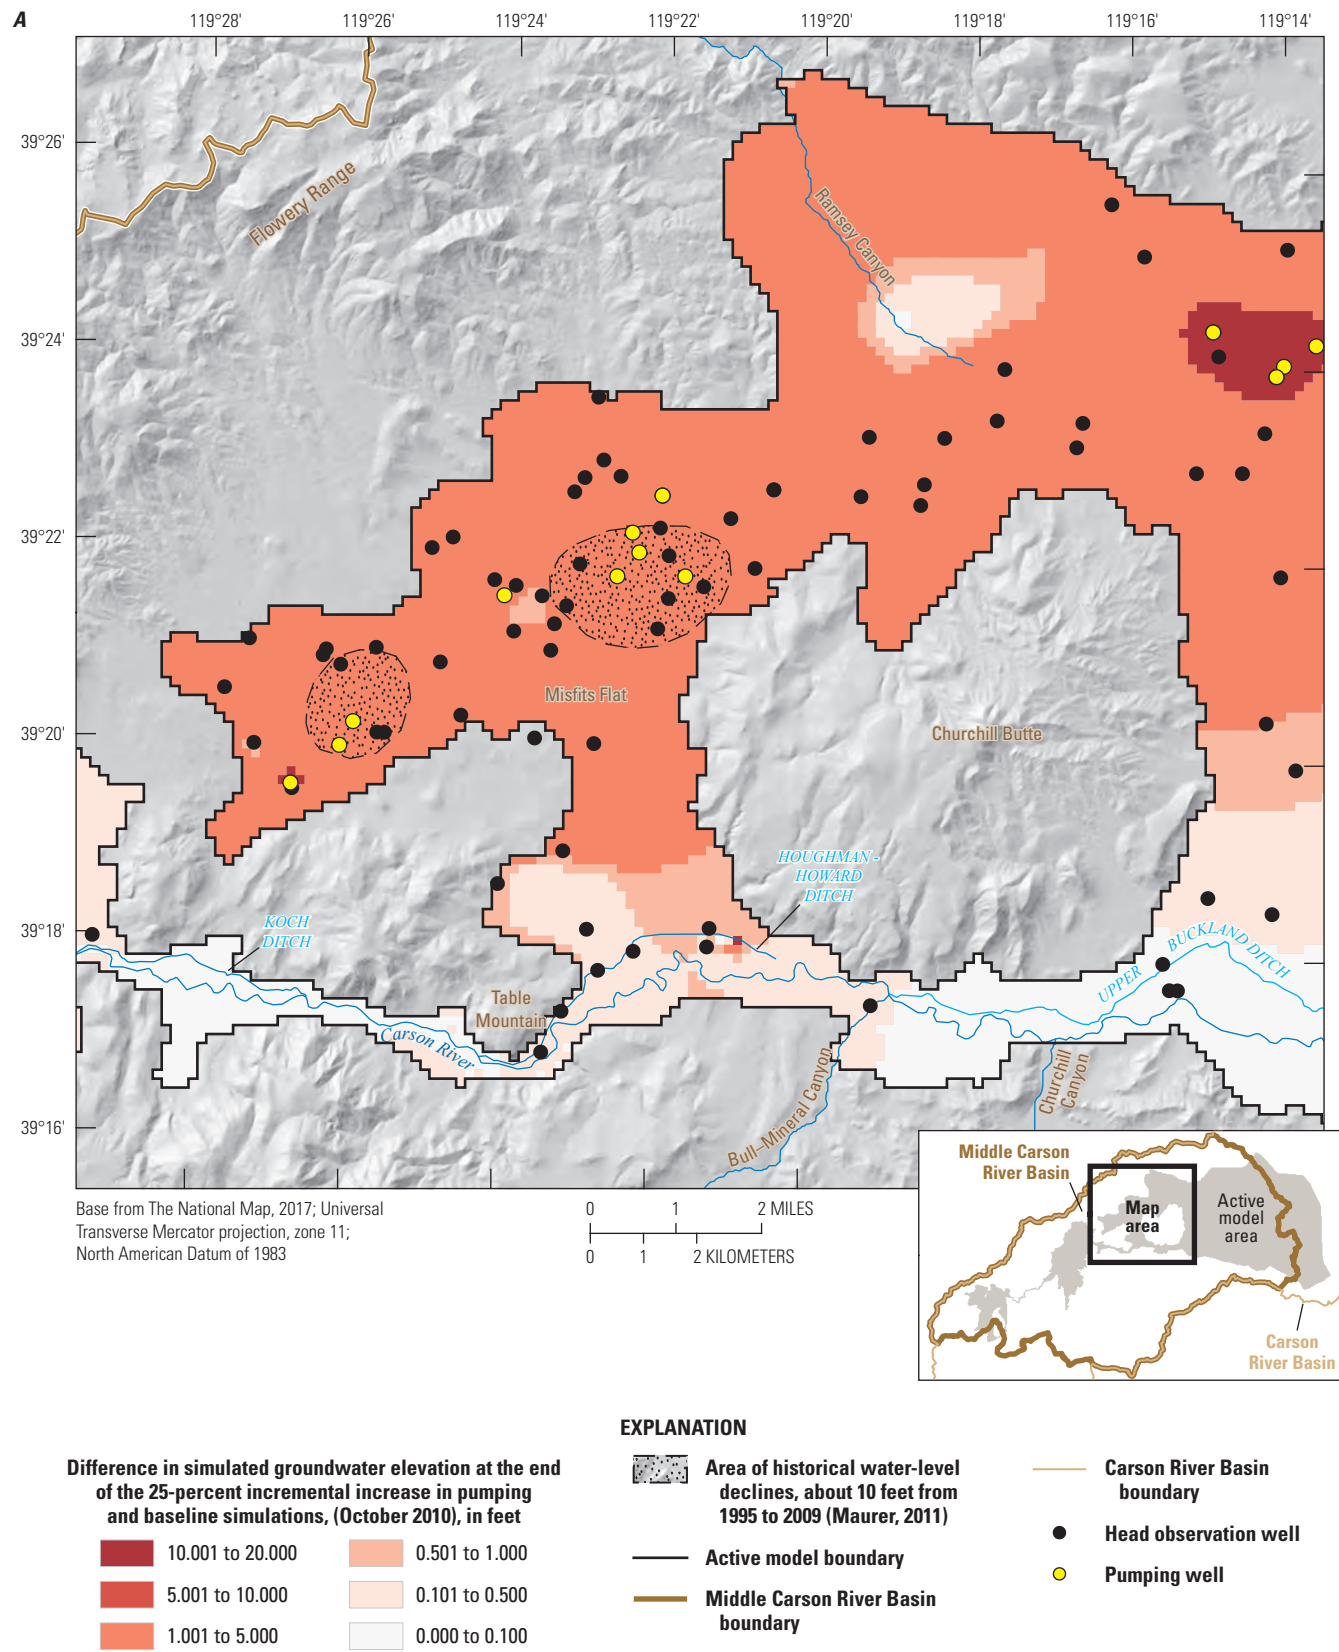 A
119°28'
119°26'
119°24'
119°22'
119°20'
119°18'
119°16'
119°14'
39°26'
39°24'
39°22'
39°20'
39°18'
39°16'
Flowery Range
Ramsey Canyon
Misfits Flat
Churchill Butte
HOUGHMAN -
HOWARD
DITCH
KOCH
DITCH
UPPER BUCKLAND DITCH
Table
Mountain
Carson River
Bull–Mineral Canyon
Churchill
Canyon
Base from The National Map, 2017; Universal
Transverse Mercator projection, zone 11;
North American Datum of 1983
0 1 2 MILES
0 1 2 KILOMETERS
Middle Carson
River Basin
Map
area
Active
model
area
Carson
River Basin
EXPLANATION
Difference in simulated groundwater elevation at the end
of the 25-percent incremental increase in pumping
and baseline simulations, (October 2010), in feet
10.001 to 20.000
5.001 to 10.000
1.001 to 5.000
0.501 to 1.000
0.101 to 0.500
0.000 to 0.100
Area of historical water-level
declines, about 10 feet from
1995 to 2009 (Maurer, 2011)
Active model boundary
Middle Carson River Basin
boundary
Carson River Basin
boundary
Head observation well
Pumping well